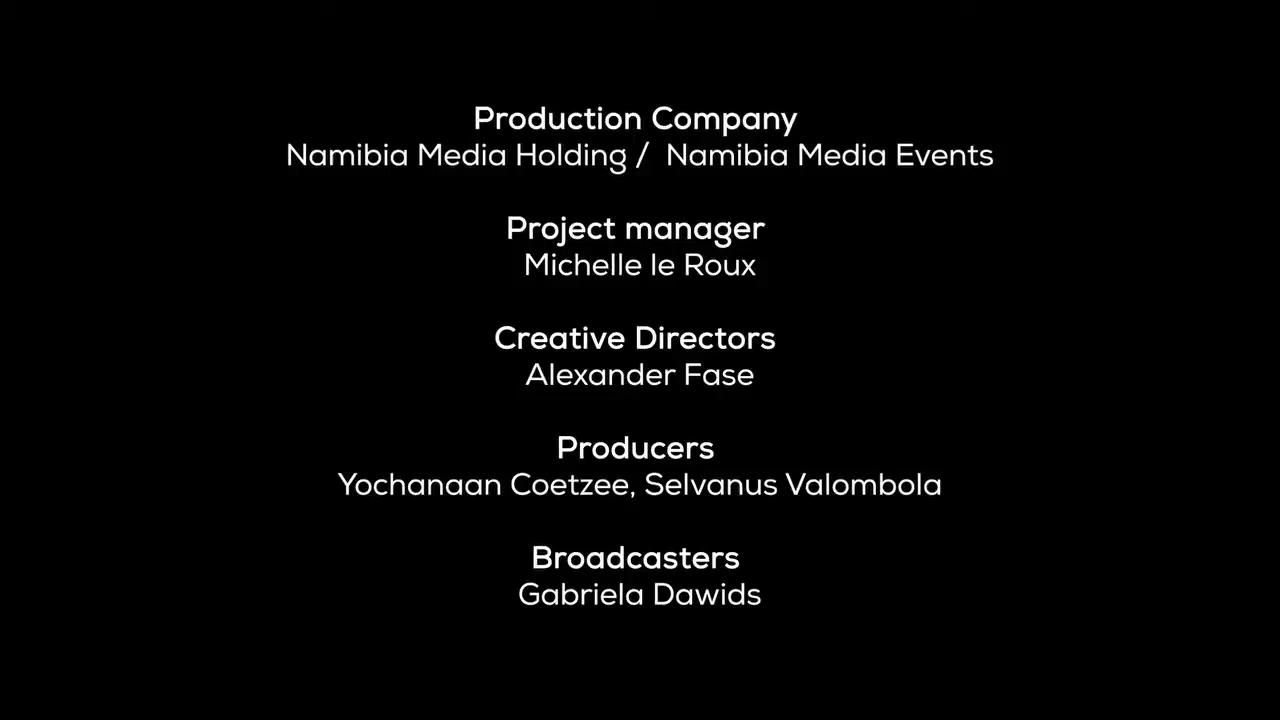 Production Company
Namibia Media Holding / Namibia Media Events
Project manager
Michelle le Roux
Creative Directors
Alexander Fase
Producers
Yochanaan Coetzee, Selvanus Valombola
Broadcasters
Gabriela Dawids